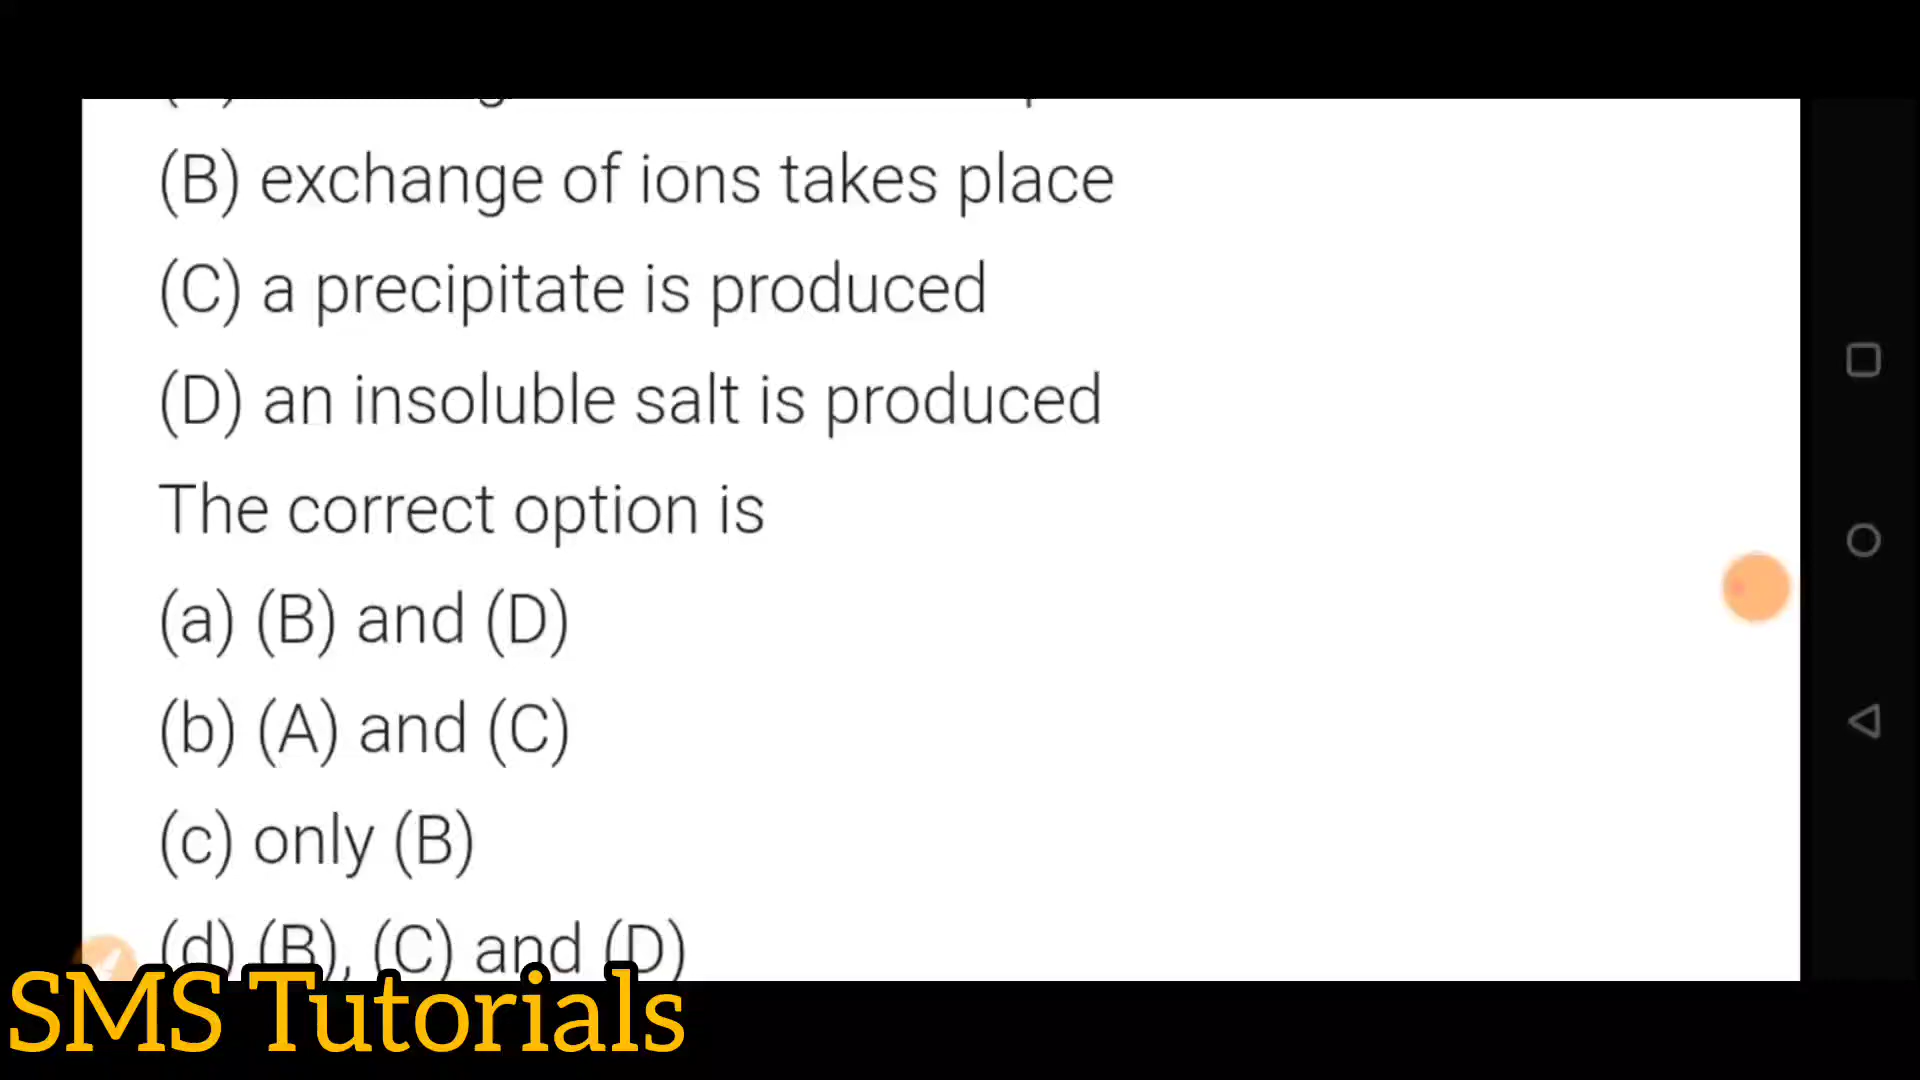 (B) exchange of ions takes place
(C) a precipitate is produced
(D) an insoluble salt is produced
The correct option is
(a) (B) and (D)
(b) (A) and (C)
(c) only (B)
(d) (B), (C) and (D)
SMS Tutorials